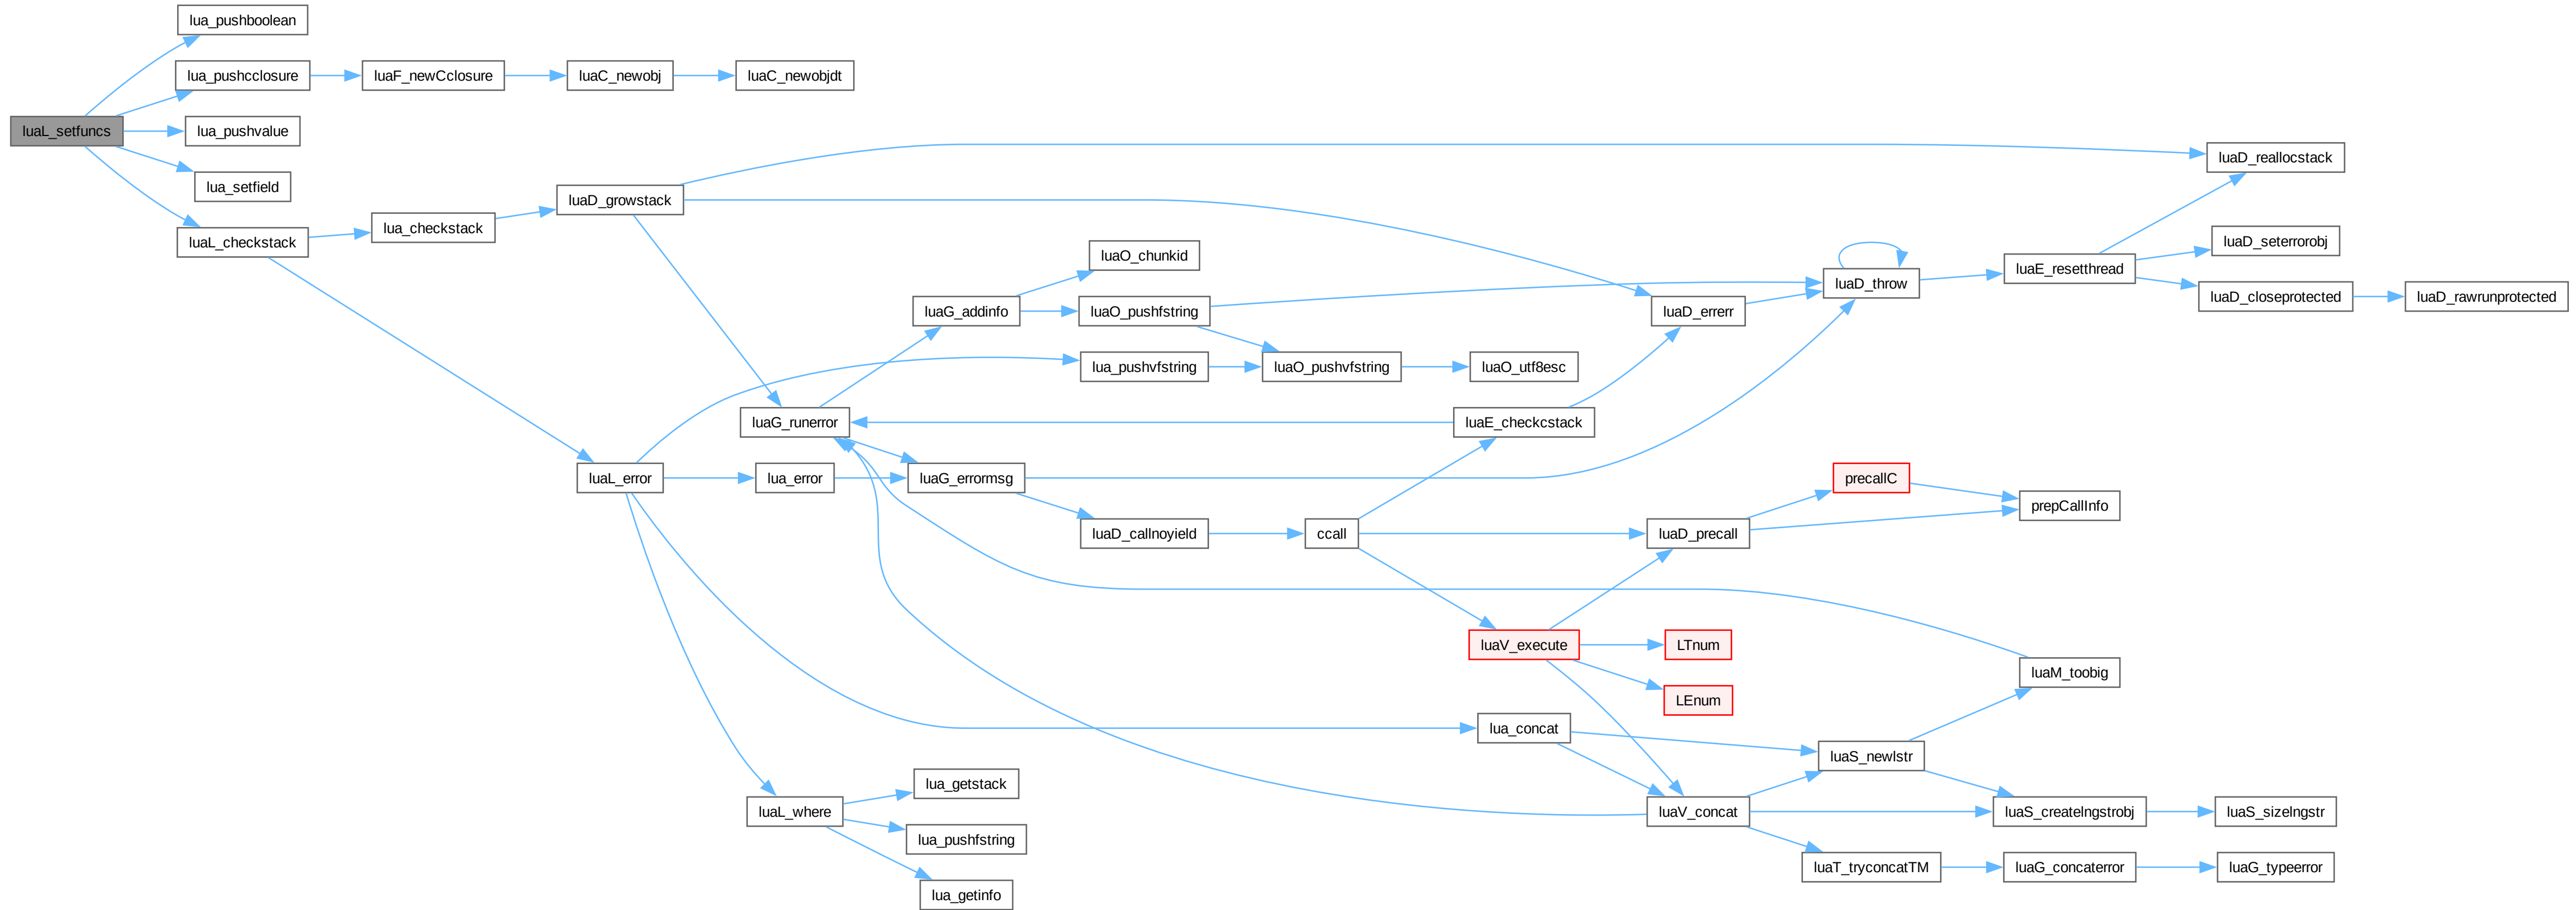 luaL_setfuncs
lua_pushboolean
lua_pushcclosure
luaF_newCclosure
luaC_newobj
luaC_newobjdt
lua_pushvalue
lua_setfield
luaL_checkstack
lua_checkstack
luaD_growstack
luaD_reallocstack
luaO_chunkid
luaG_addinfo
luaO_pushfstring
luaD_errerr
luaD_throw
luaE_resetthread
luaD_seterrorobj
luaD_closeprotected
luaD_rawrunprotected
lua_pushvfstring
luaO_pushvfstring
luaO_utf8esc
luaG_runerror
luaE_checkcstack
luaL_error
lua_error
luaG_errormsg
luaD_callnoyield
ccall
luaD_precall
precallC
prepCallInfo
luaV_execute
LTnum
LEnum
luaM_toobig
lua_concat
luaS_newlstr
luaL_where
lua_getstack
lua_pushfstring
lua_getinfo
luaV_concat
luaS_createlngstrobj
luaS_sizelngstr
luaT_tryconcatTM
luaG_concaterror
luaG_typeerror